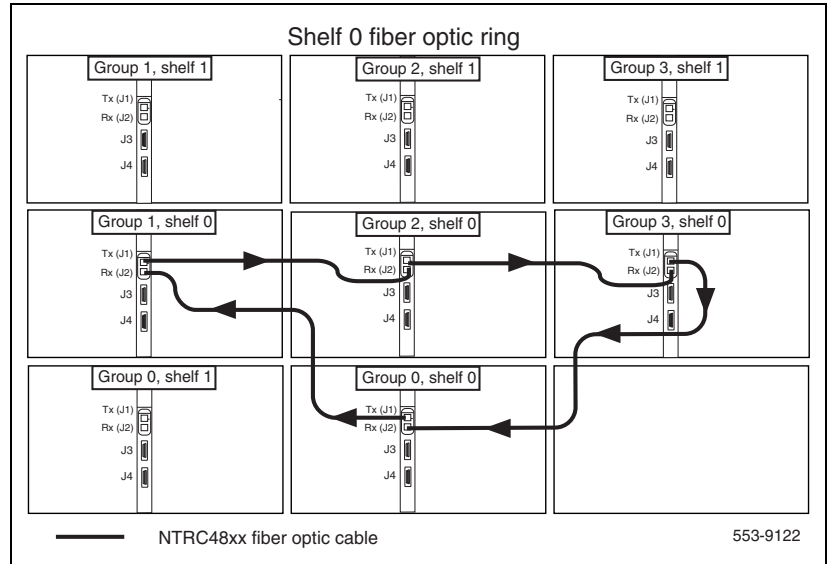 Shelf 0 fiber optic ring
Group 1, shelf 1
Tx (J1)
Rx (J2)
J3
J4
Group 2, shelf 1
Tx (J1)
Rx (J2)
J3
J4
Group 3, shelf 1
Tx (J1)
Rx (J2)
J3
J4
Group 1, shelf 0
Tx (J1)
Rx (J2)
J3
J4
Group 2, shelf 0
Tx (J1)
Rx (J2)
J3
J4
Group 3, shelf 0
Tx (J1)
Rx (J2)
J3
J4
Group 0, shelf 1
Tx (J1)
Rx (J2)
J3
J4
Group 0, shelf 0
Tx (J1)
Rx (J2)
J3
J4
NTRC48xx fiber optic cable
553-9122